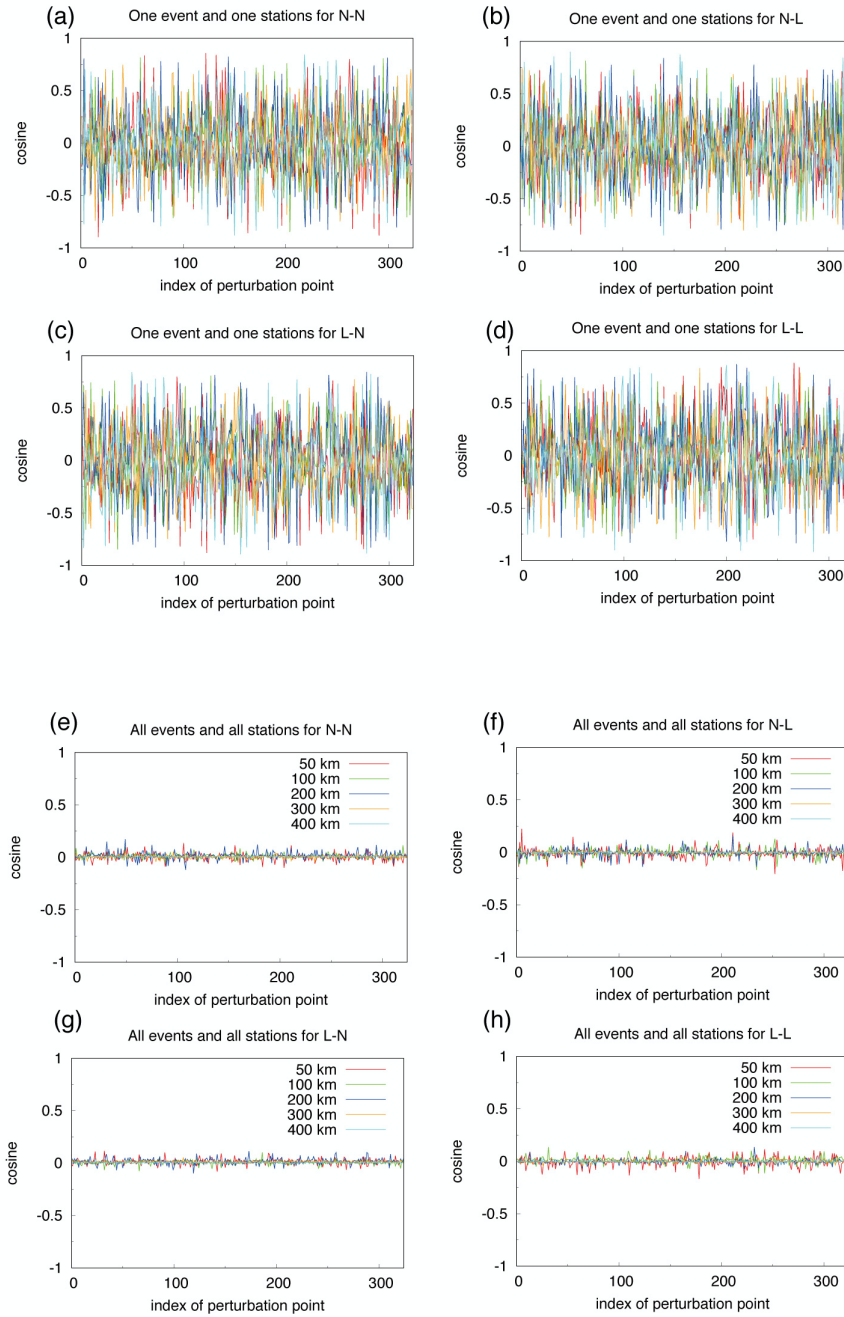 (a)
One event and one stations for N-N
1
0.5
0
-0.5
-1
cosine
0 100 200 300
index of perturbation point
(b)
One event and one stations for N-L
1
0.5
0
-0.5
-1
cosine
0 100 200 300
index of perturbation point
(c)
One event and one stations for L-N
1
0.5
0
-0.5
-1
cosine
0 100 200 300
index of perturbation point
(d)
One event and one stations for L-L
1
0.5
0
-0.5
-1
cosine
0 100 200 300
index of perturbation point
(e)
All events and all stations for N-N
1
0.5
0
-0.5
-1
cosine
50 km
100 km
200 km
300 km
400 km
0 100 200 300
index of perturbation point
(f)
All events and all stations for N-L
1
0.5
0
-0.5
-1
cosine
50 km
100 km
200 km
300 km
400 km
0 100 200 300
index of perturbation point
(g)
All events and all stations for L-N
1
0.5
0
-0.5
-1
cosine
50 km
100 km
200 km
300 km
400 km
0 100 200 300
index of perturbation point
(h)
All events and all stations for L-L
1
0.5
0
-0.5
-1
cosine
50 km
100 km
200 km
300 km
400 km
0 100 200 300
index of perturbation point